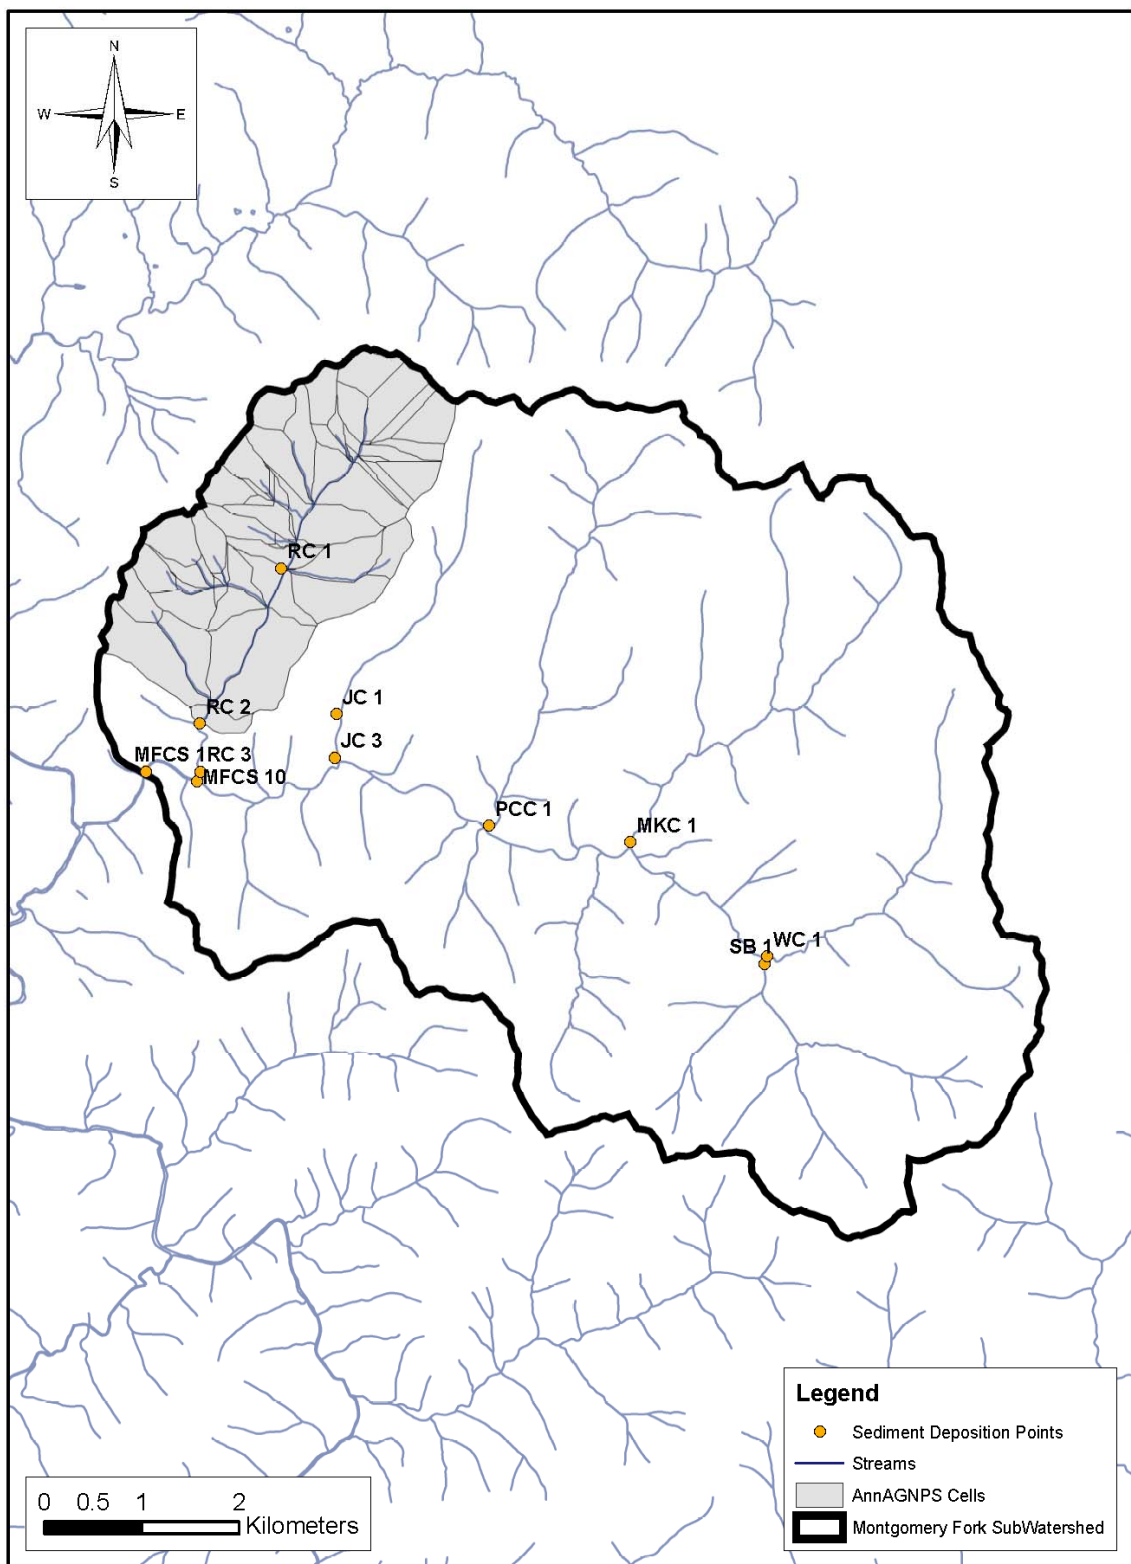 N
W E
S
RC 1
RC 2
JC 1
JC 3
MFCS 1 RC 3
MFCS 10
PCC 1
MKC 1
SB 1 WC 1
Legend
Sediment Deposition Points
Streams
AnnAGNPS Cells
Montgomery Fork SubWatershed
0 0.5 1 2
Kilometers